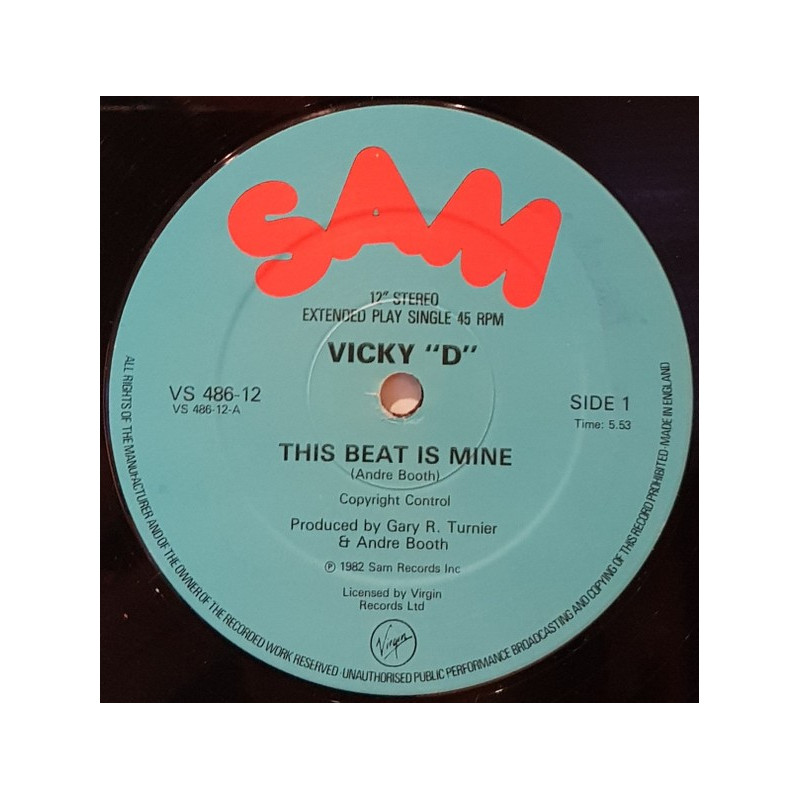 SAM
12" STEREO
EXTENDED PLAY SINGLE 45 RPM
VICKY "D"
VS 486-12
VS 486-12-A
SIDE 1
Time: 5.53
THIS BEAT IS MINE
(Andre Booth)
Copyright Control
Produced by Gary R. Turnier
& Andre Booth
℗ 1982 Sam Records Inc
Licensed by Virgin
Records Ltd
Virgin
ALL RIGHTS OF THE MANUFACTURER AND OF THE OWNER OF THE RECORDED WORK RESERVED · UNAUTHORISED PUBLIC PERFORMANCE BROADCASTING AND COPYING OF THIS RECORD PROHIBITED · MADE IN ENGLAND